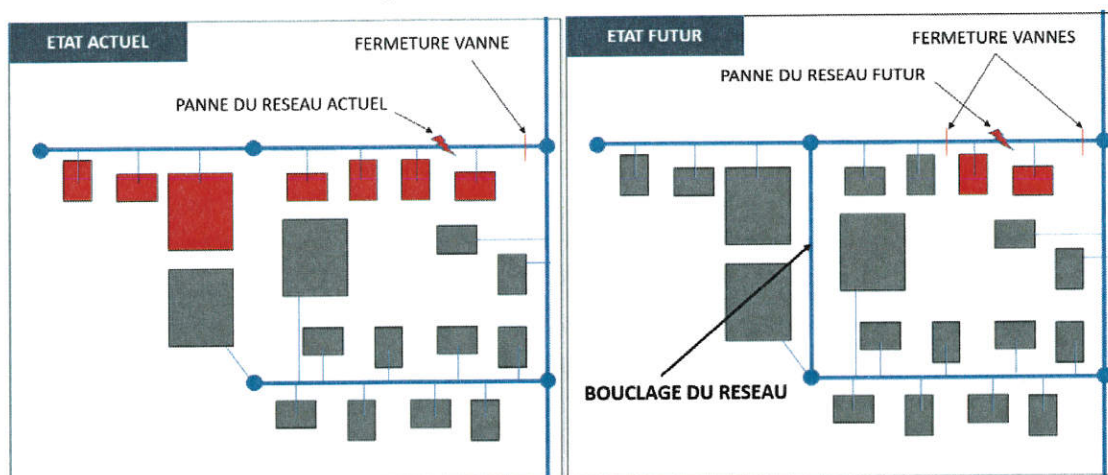 ETAT ACTUEL
FERMETURE VANNE
PANNE DU RESEAU ACTUEL
ETAT FUTUR
FERMETURE VANNES
PANNE DU RESEAU FUTUR
BOUCLAGE DU RESEAU